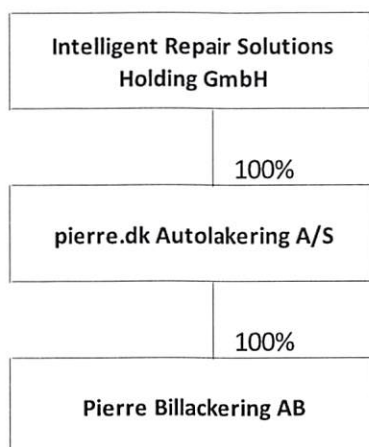 Intelligent Repair Solutions
Holding GmbH
100%
pierre.dk Autolakering A/S
100%
Pierre Billackering AB